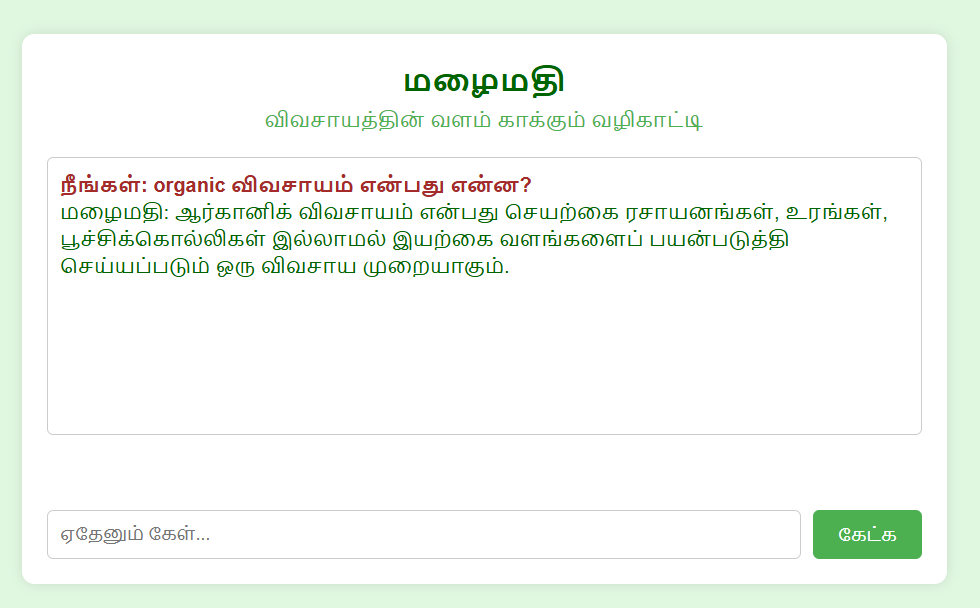 மழைமதி
விவசாயத்தின் வளம் காக்கும் வழிகாட்டி
நீங்கள்: organic விவசாயம் என்பது என்ன?
மழைமதி: ஆர்கானிக் விவசாயம் என்பது செயற்கை ரசாயனங்கள், உரங்கள்,
பூச்சிக்கொல்லிகள் இல்லாமல் இயற்கை வளங்களைப் பயன்படுத்தி
செய்யப்படும் ஒரு விவசாய முறையாகும்.
ஏதேனும் கேள்...
கேட்க